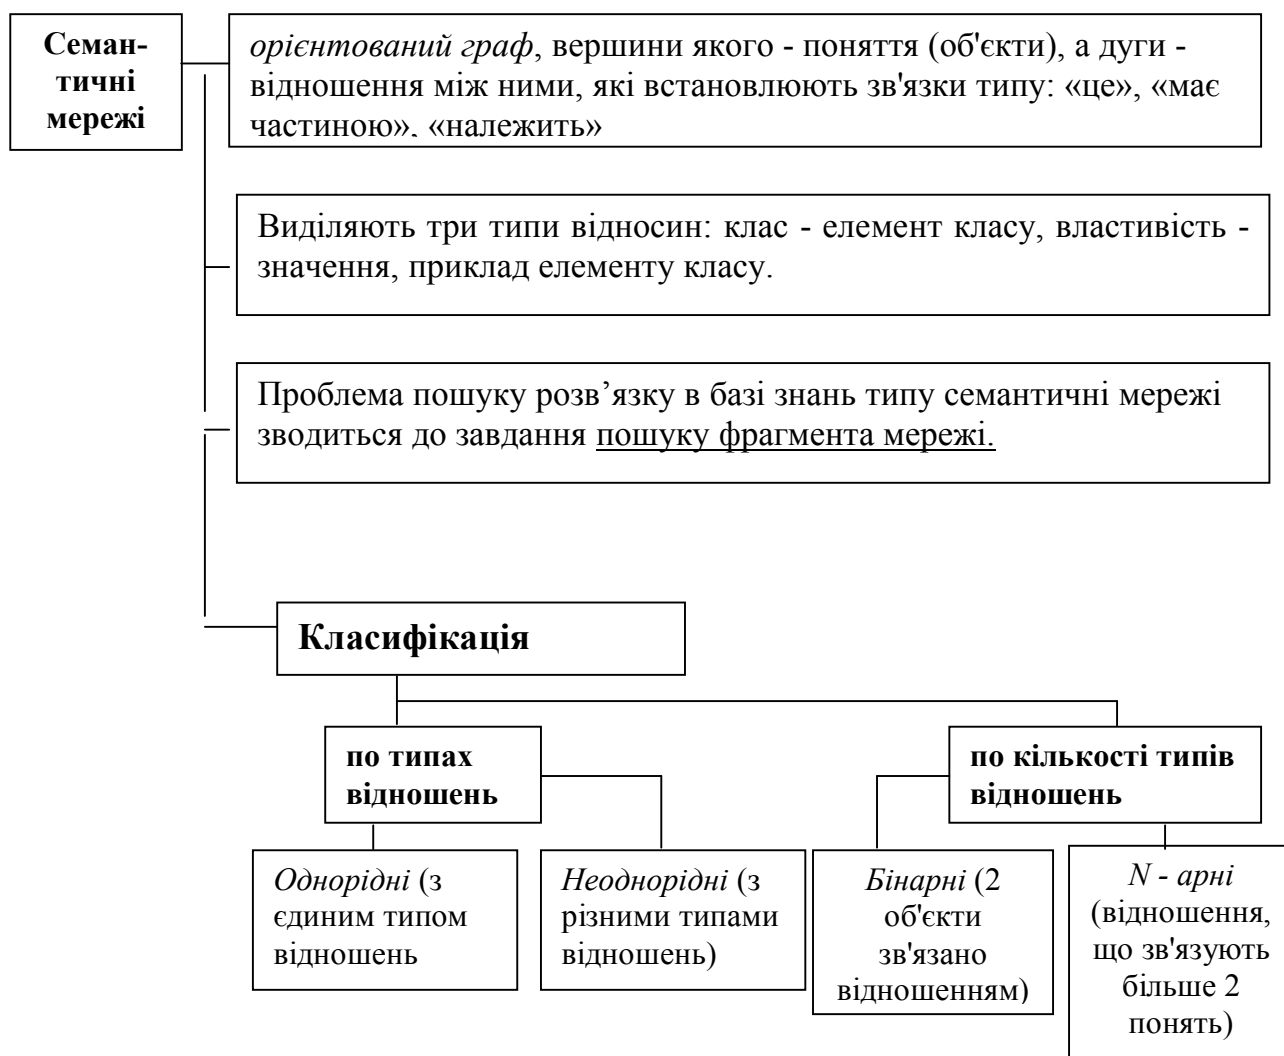 Семан-
тичні
мережі
орієнтований граф, вершини якого - поняття (об'єкти), а дуги -
відношення між ними, які встановлюють зв'язки типу: «це», «має
частиною», «належить»
Виділяють три типи відносин: клас - елемент класу, властивість -
значення, приклад елементу класу.
Проблема пошуку розв’язку в базі знань типу семантичні мережі
зводиться до завдання пошуку фрагмента мережі.
Класифікація
по типах
відношень
по кількості типів
відношень
Однорідні (з
єдиним типом
відношень
Неоднорідні (з
різними типами
відношень)
Бінарні (2
об'єкти
зв'язано
відношенням)
N - арні
(відношення,
що зв'язують
більше 2
понять)